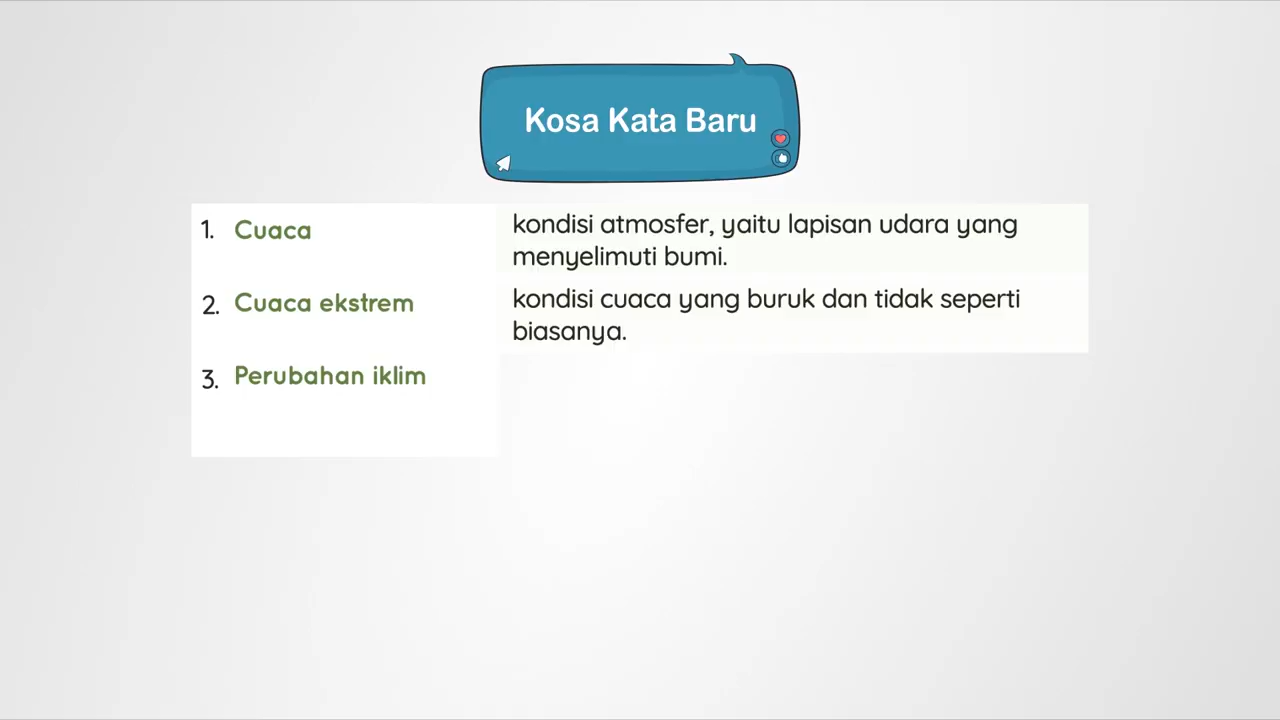 Kosa Kata Baru
1. Cuaca
kondisi atmosfer, yaitu lapisan udara yang
menyelimuti bumi.
2. Cuaca ekstrem
kondisi cuaca yang buruk dan tidak seperti
biasanya.
3. Perubahan iklim